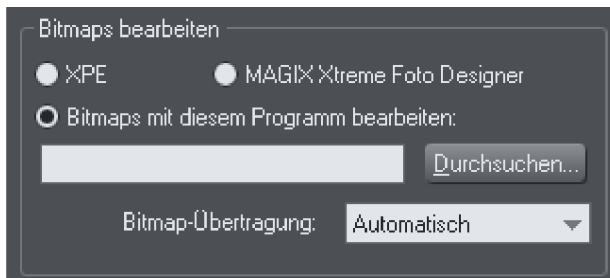 Bitmaps bearbeiten
XPE MAGIX Xtreme Foto Designer
Bitmaps mit diesem Programm bearbeiten:
Durchsuchen...
Bitmap-Übertragung: Automatisch